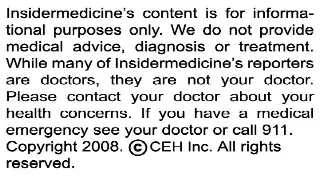 Insidermedicine's content is for informa-
tional purposes only. We do not provide
medical advice, diagnosis or treatment.
While many of Insidermedicine's reporters
are doctors, they are not your doctor.
Please contact your doctor about your
health concerns. If you have a medical
emergency see your doctor or call 911.
Copyright 2008. ©CEH Inc. All rights
reserved.